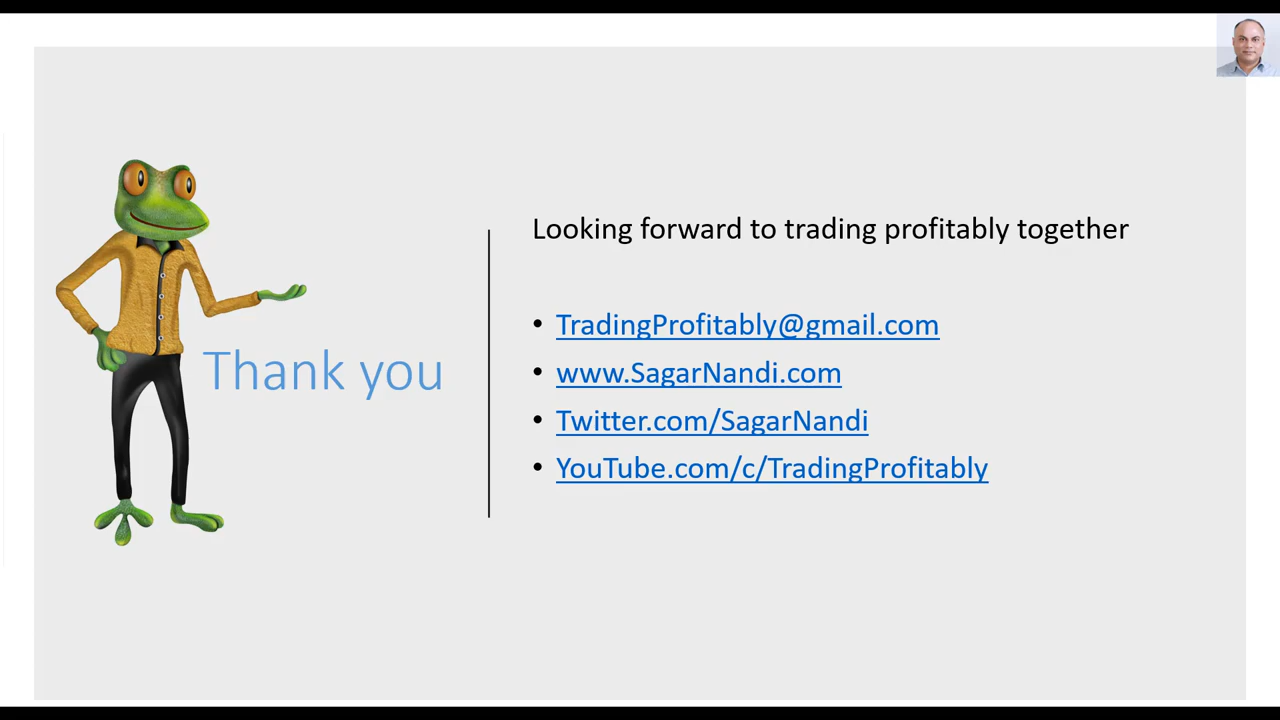 Thank you
Looking forward to trading profitably together
• TradingProfitably@gmail.com
• www.SagarNandi.com
• Twitter.com/SagarNandi
• YouTube.com/c/TradingProfitably